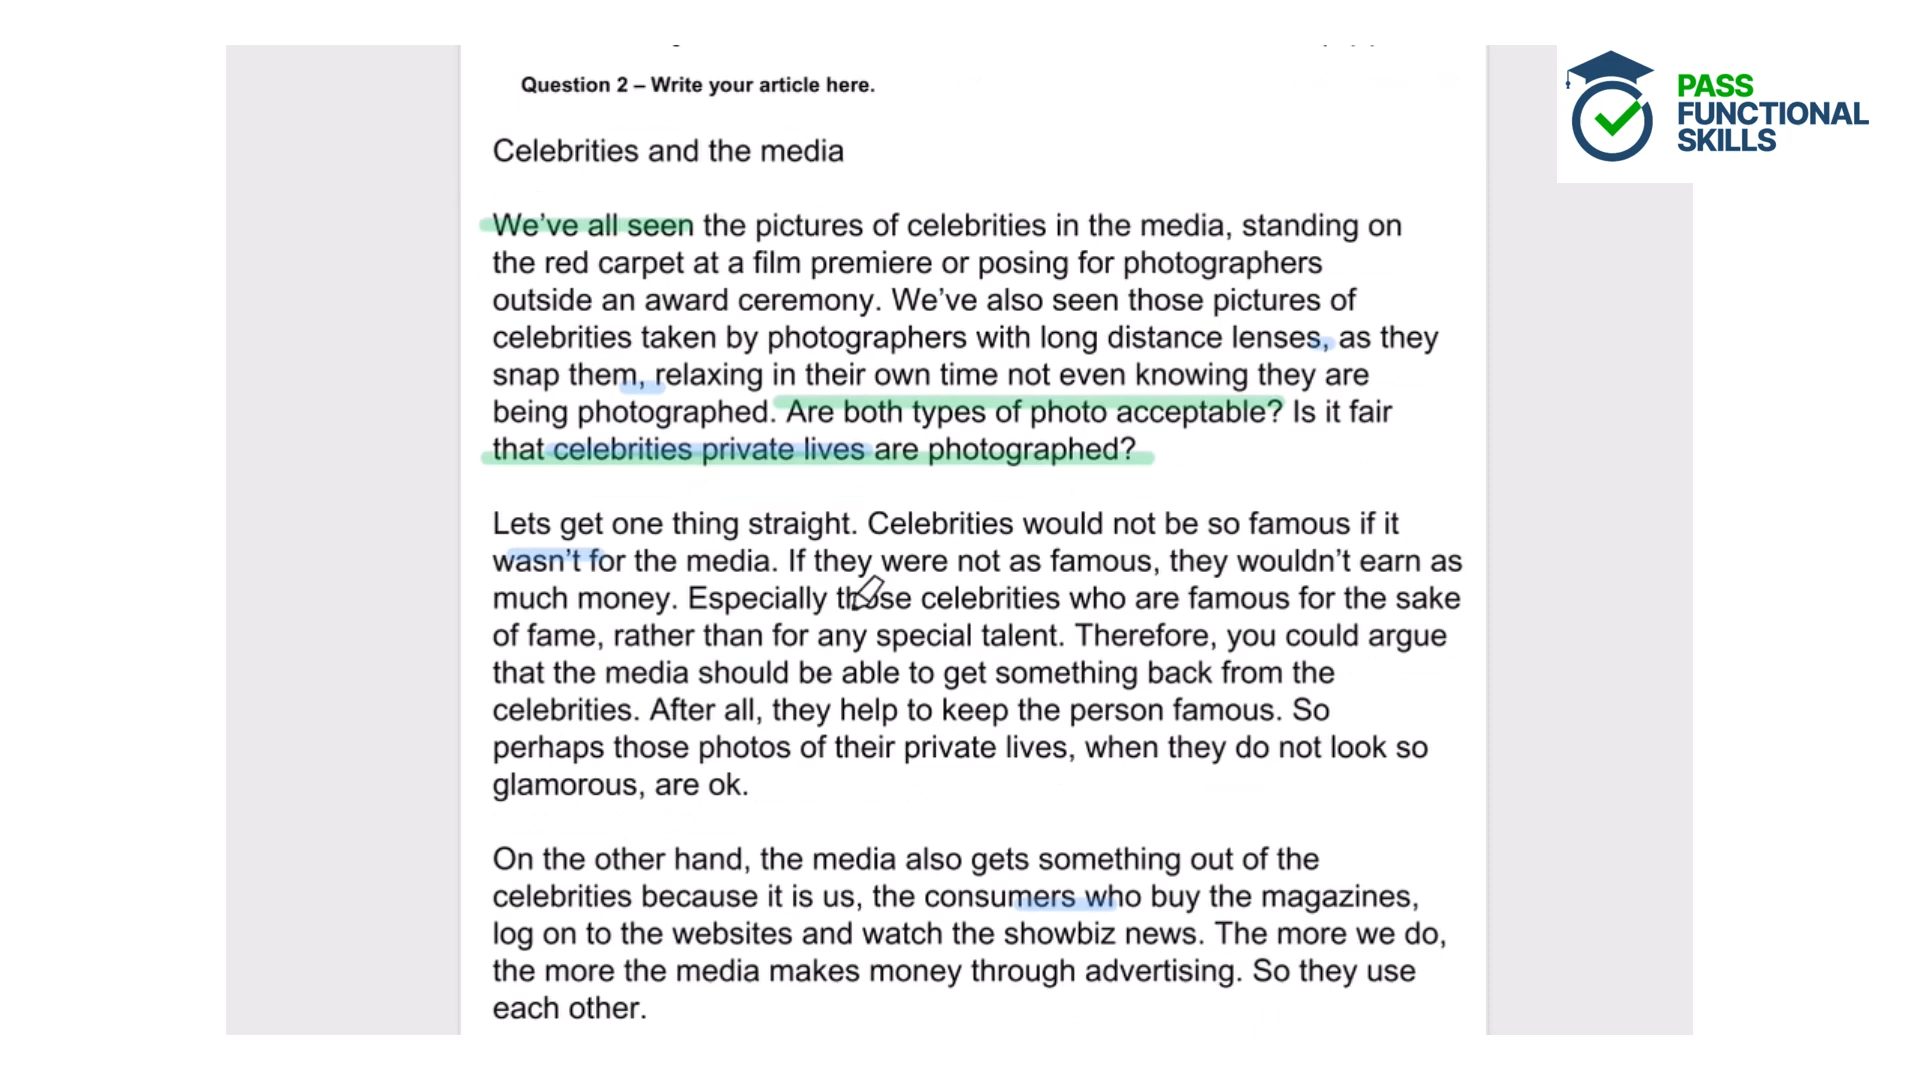 Question 2 – Write your article here.
PASS
FUNCTIONAL
SKILLS
Celebrities and the media
We've all seen the pictures of celebrities in the media, standing on
the red carpet at a film premiere or posing for photographers
outside an award ceremony. We've also seen those pictures of
celebrities taken by photographers with long distance lenses, as they
snap them, relaxing in their own time not even knowing they are
being photographed. Are both types of photo acceptable? Is it fair
that celebrities private lives are photographed?
Lets get one thing straight. Celebrities would not be so famous if it
wasn't for the media. If they were not as famous, they wouldn't earn as
much money. Especially those celebrities who are famous for the sake
of fame, rather than for any special talent. Therefore, you could argue
that the media should be able to get something back from the
celebrities. After all, they help to keep the person famous. So
perhaps those photos of their private lives, when they do not look so
glamorous, are ok.
On the other hand, the media also gets something out of the
celebrities because it is us, the consumers who buy the magazines,
log on to the websites and watch the showbiz news. The more we do,
the more the media makes money through advertising. So they use
each other.